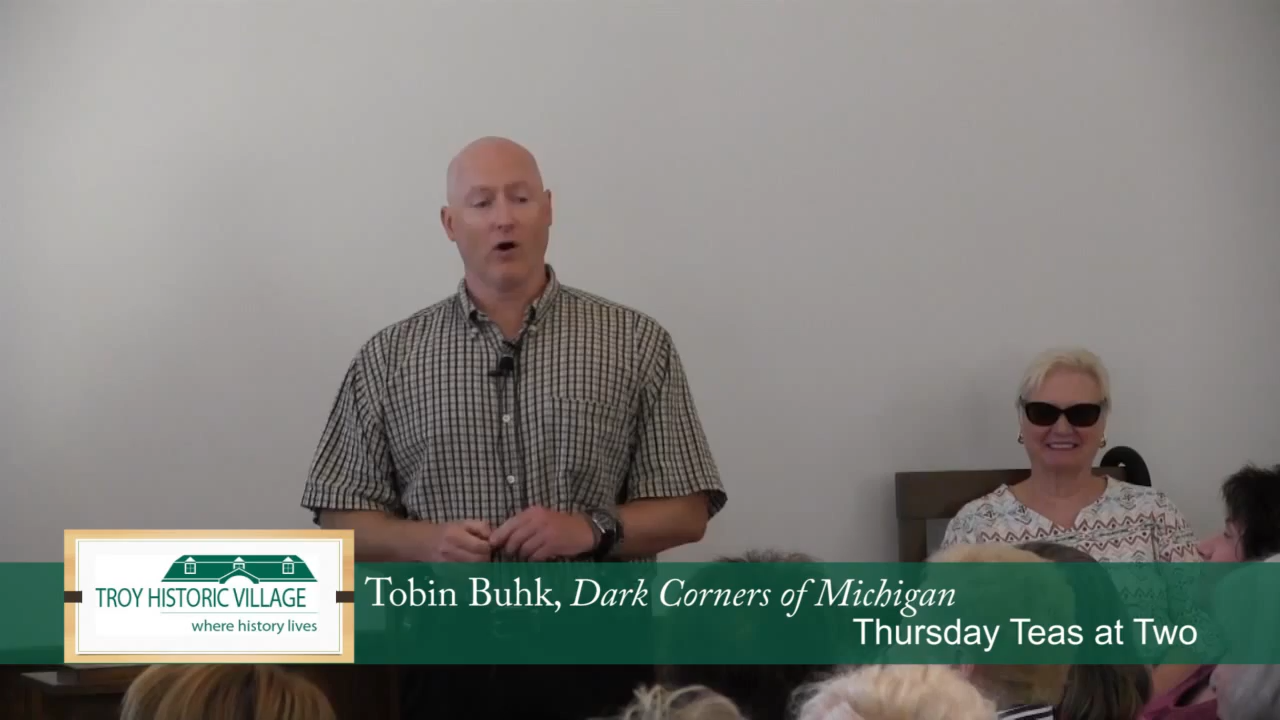 TROY HISTORIC VILLAGE
where history lives
Tobin Buhk, Dark Corners of Michigan
Thursday Teas at Two